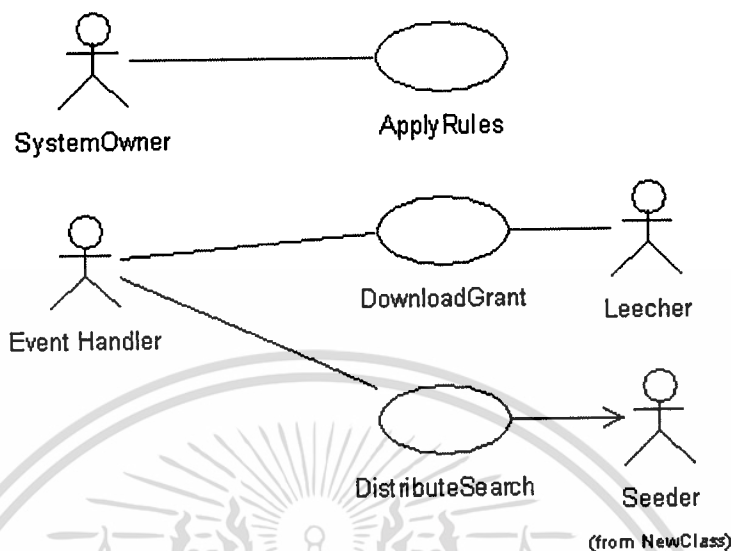 SystemOwner
ApplyRules
Event Handler
DownloadGrant
Leecher
DistributeSearch
Seeder
(from NewClass)